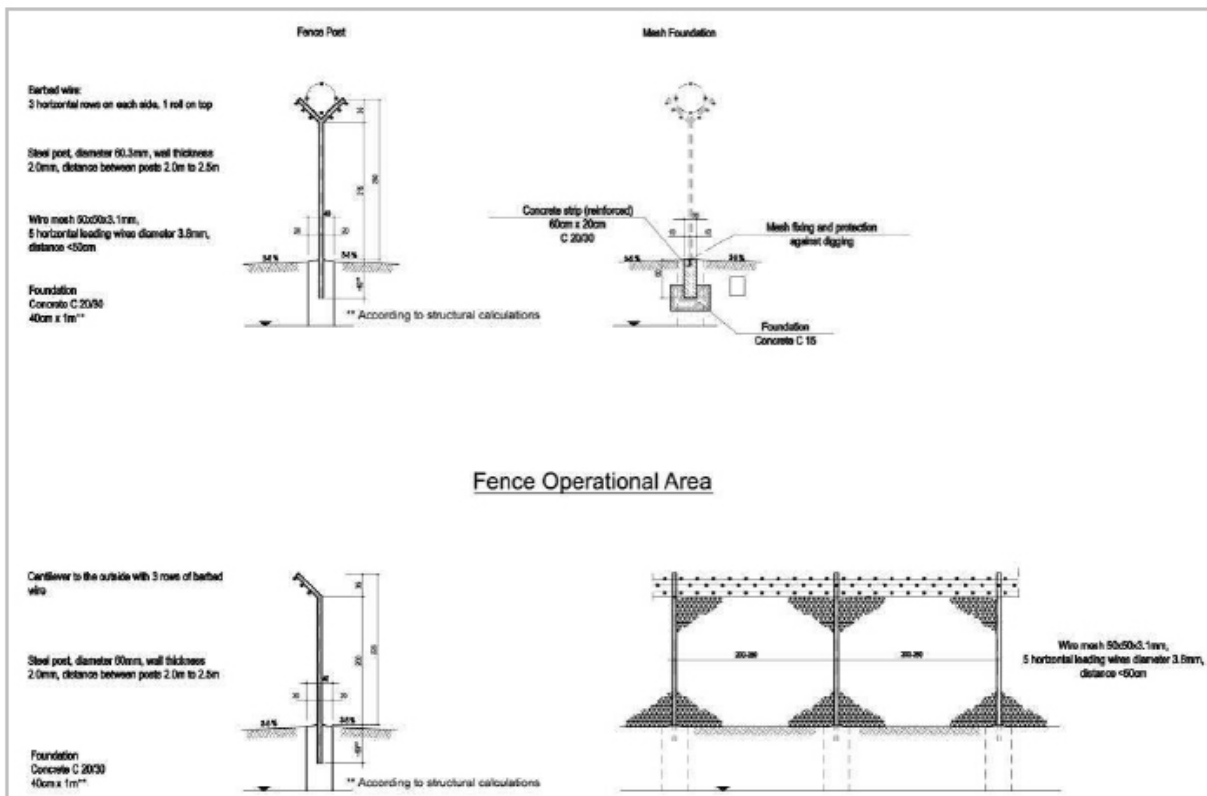 Fence Post
Mesh Foundation
Barbed wire:
3 horizontal rows on each side, 1 roll on top
Steel post, diameter 60.3mm, wall thickness
2.0mm, distance between posts 2.0m to 2.5m
Wire mesh 50x50x3.1mm,
5 horizontal leading wires diameter 3.8mm,
distance <50cm
Foundation
Concrete C 20/30
40cm x 1m**
40
20
20
** According to structural calculations
Concrete strip (reinforced)
60cm x 20cm
C 20/30
Mesh fixing and protection
against digging
Foundation
Concrete C 15
Fence Operational Area
Cantilever to the outside with 3 rows of barbed
wire
Steel post, diameter 60mm, wall thickness
2.0mm, distance between posts 2.0m to 2.5m
Foundation
Concrete C 20/30
40cm x 1m**
200
** According to structural calculations
Wire mesh 50x50x3.1mm,
5 horizontal leading wires diameter 3.8mm,
distance <50cm